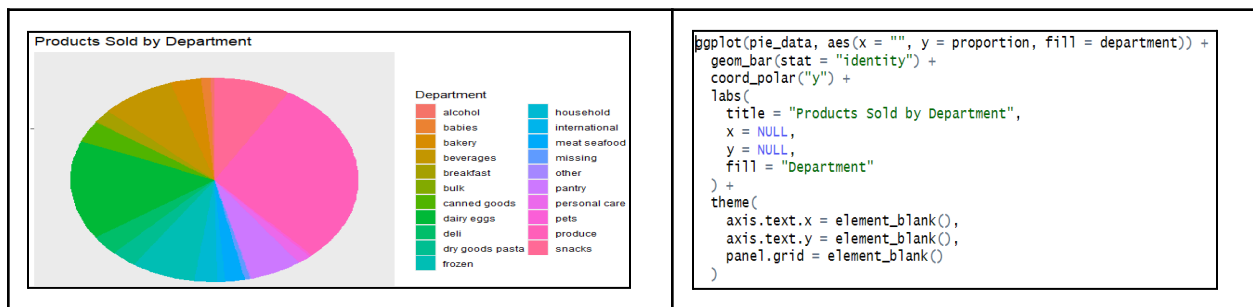 Products Sold by Department
Department
alcohol
babies
bakery
beverages
breakfast
bulk
canned goods
dairy eggs
deli
dry goods pasta
frozen
household
international
meat seafood
missing
other
pantry
personal care
pets
produce
snacks
ggplot(pie_data, aes(x = "", y = proportion, fill = department)) +
  geom_bar(stat = "identity") +
  coord_polar("y") +
  labs(
    title = "Products Sold by Department",
    x = NULL,
    y = NULL,
    fill = "Department"
  ) +
  theme(
    axis.text.x = element_blank(),
    axis.text.y = element_blank(),
    panel.grid = element_blank()
  )